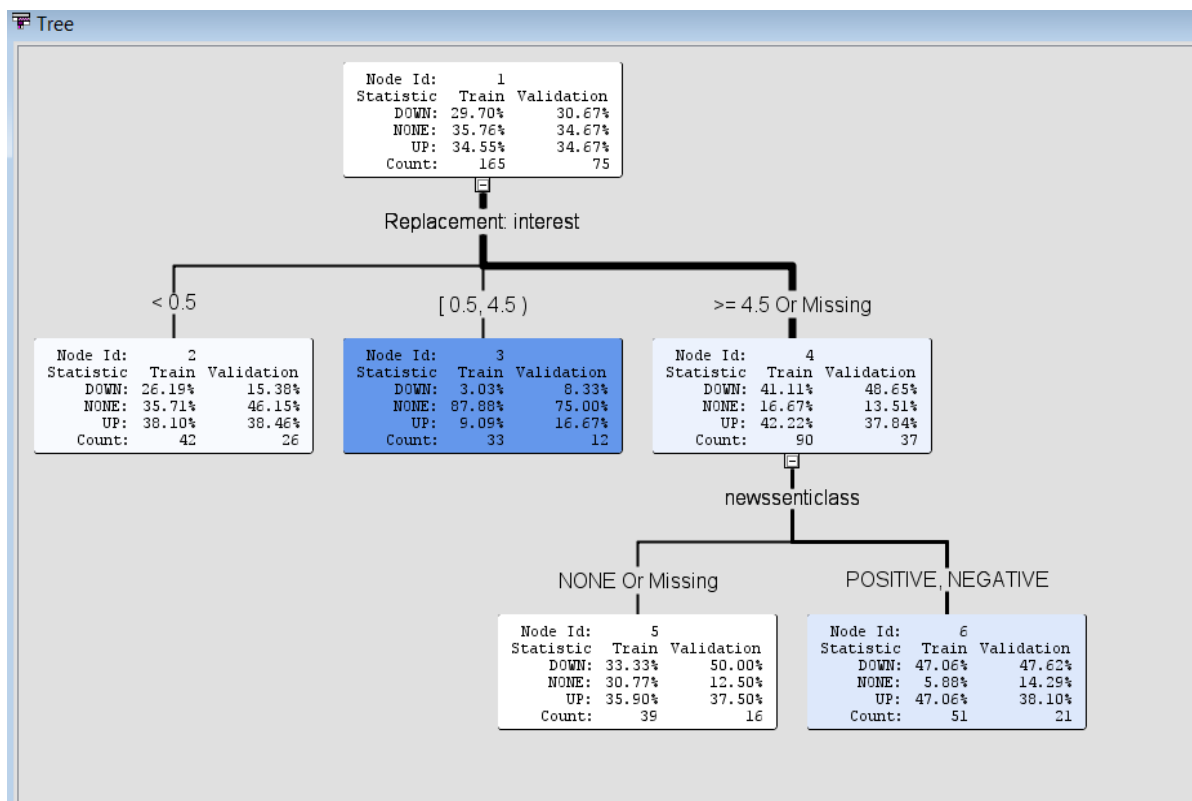 Tree
Node Id: 1
Statistic Train Validation
DOWN: 29.70% 30.67%
NONE: 35.76% 34.67%
UP: 34.55% 34.67%
Count: 165 75
Replacement: interest
< 0.5
[ 0.5, 4.5 )
>= 4.5 Or Missing
Node Id: 2
Statistic Train Validation
DOWN: 26.19% 15.38%
NONE: 35.71% 46.15%
UP: 38.10% 38.46%
Count: 42 26
Node Id: 3
Statistic Train Validation
DOWN: 3.03% 8.33%
NONE: 87.88% 75.00%
UP: 9.09% 16.67%
Count: 33 12
Node Id: 4
Statistic Train Validation
DOWN: 41.11% 48.65%
NONE: 16.67% 13.51%
UP: 42.22% 37.84%
Count: 90 37
newssenticlass
NONE Or Missing
POSITIVE, NEGATIVE
Node Id: 5
Statistic Train Validation
DOWN: 33.33% 50.00%
NONE: 30.77% 12.50%
UP: 35.90% 37.50%
Count: 39 16
Node Id: 6
Statistic Train Validation
DOWN: 47.06% 47.62%
NONE: 5.88% 14.29%
UP: 47.06% 38.10%
Count: 51 21